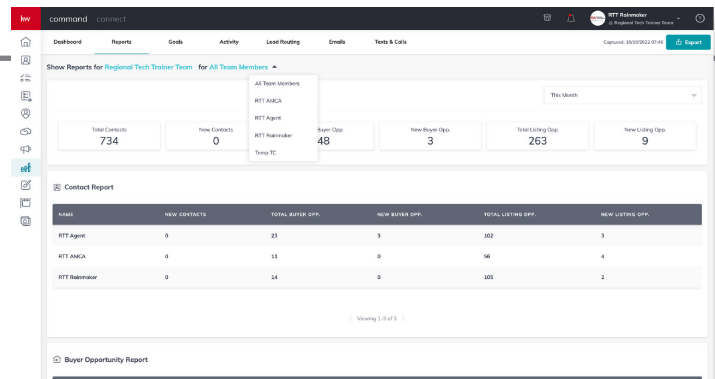 kw command connect RTT Rainmaker
Regional Tech Trainer Team
Dashboard Reports Goals Activity Lead Routing Emails Texts & Calls Captured: 10/10/2022 07:46 Export
Show Reports for Regional Tech Trainer Team for All Team Members
All Team Members
RTT AMCA
RTT Agent
RTT Rainmaker
Temp TC
This Month
Total Contacts New Contacts Buyer Opp. New Buyer Opp. Total Listing Opp. New Listing Opp.
734 0 48 3 263 9
Contact Report
NAME NEW CONTACTS TOTAL BUYER OPP. NEW BUYER OPP. TOTAL LISTING OPP. NEW LISTING OPP.
RTT Agent 0 23 3 102 3
RTT AMCA 0 11 0 56 4
RTT Rainmaker 0 14 0 105 2
Viewing 1-3 of 3
Buyer Opportunity Report